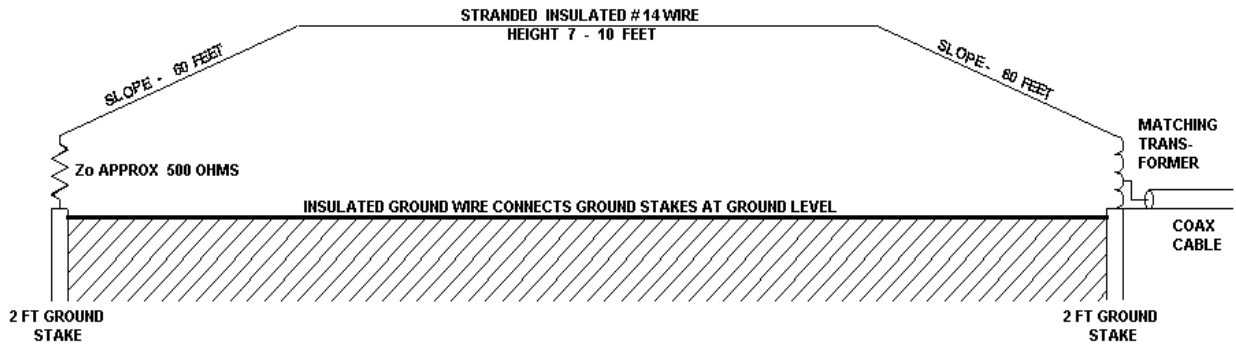 STRANDED INSULATED #14 WIRE
HEIGHT 7 - 10 FEET
SLOPE - 60 FEET
SLOPE - 60 FEET
MATCHING
TRANS-
FORMER
Zo APPROX 500 OHMS
INSULATED GROUND WIRE CONNECTS GROUND STAKES AT GROUND LEVEL
COAX
CABLE
2 FT GROUND
STAKE
2 FT GROUND
STAKE